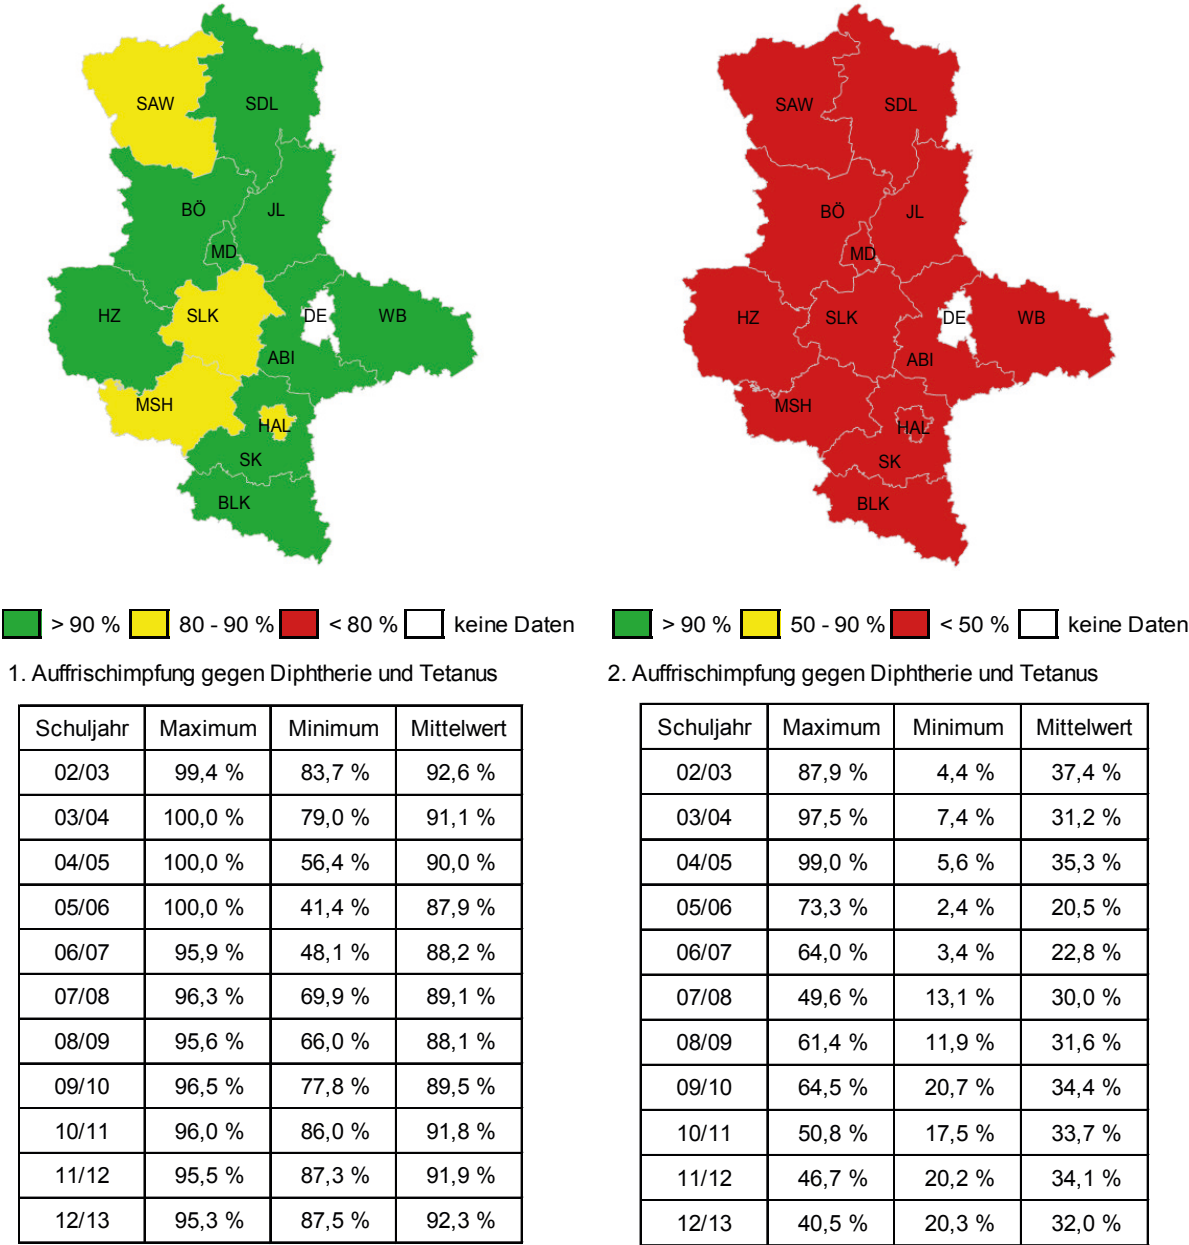 SAW
SDL
BÖ
JL
MD
HZ
SLK
DE
WB
ABI
MSH
HAL
SK
BLK
> 90 % 80 - 90 % < 80 % keine Daten
1. Auffrischimpfung gegen Diphtherie und Tetanus
Schuljahr Maximum Minimum Mittelwert
02/03 99,4 % 83,7 % 92,6 %
03/04 100,0 % 79,0 % 91,1 %
04/05 100,0 % 56,4 % 90,0 %
05/06 100,0 % 41,4 % 87,9 %
06/07 95,9 % 48,1 % 88,2 %
07/08 96,3 % 69,9 % 89,1 %
08/09 95,6 % 66,0 % 88,1 %
09/10 96,5 % 77,8 % 89,5 %
10/11 96,0 % 86,0 % 91,8 %
11/12 95,5 % 87,3 % 91,9 %
12/13 95,3 % 87,5 % 92,3 %
SAW
SDL
BÖ
JL
MD
HZ
SLK
DE
WB
ABI
MSH
HAL
SK
BLK
> 90 % 50 - 90 % < 50 % keine Daten
2. Auffrischimpfung gegen Diphtherie und Tetanus
Schuljahr Maximum Minimum Mittelwert
02/03 87,9 % 4,4 % 37,4 %
03/04 97,5 % 7,4 % 31,2 %
04/05 99,0 % 5,6 % 35,3 %
05/06 73,3 % 2,4 % 20,5 %
06/07 64,0 % 3,4 % 22,8 %
07/08 49,6 % 13,1 % 30,0 %
08/09 61,4 % 11,9 % 31,6 %
09/10 64,5 % 20,7 % 34,4 %
10/11 50,8 % 17,5 % 33,7 %
11/12 46,7 % 20,2 % 34,1 %
12/13 40,5 % 20,3 % 32,0 %